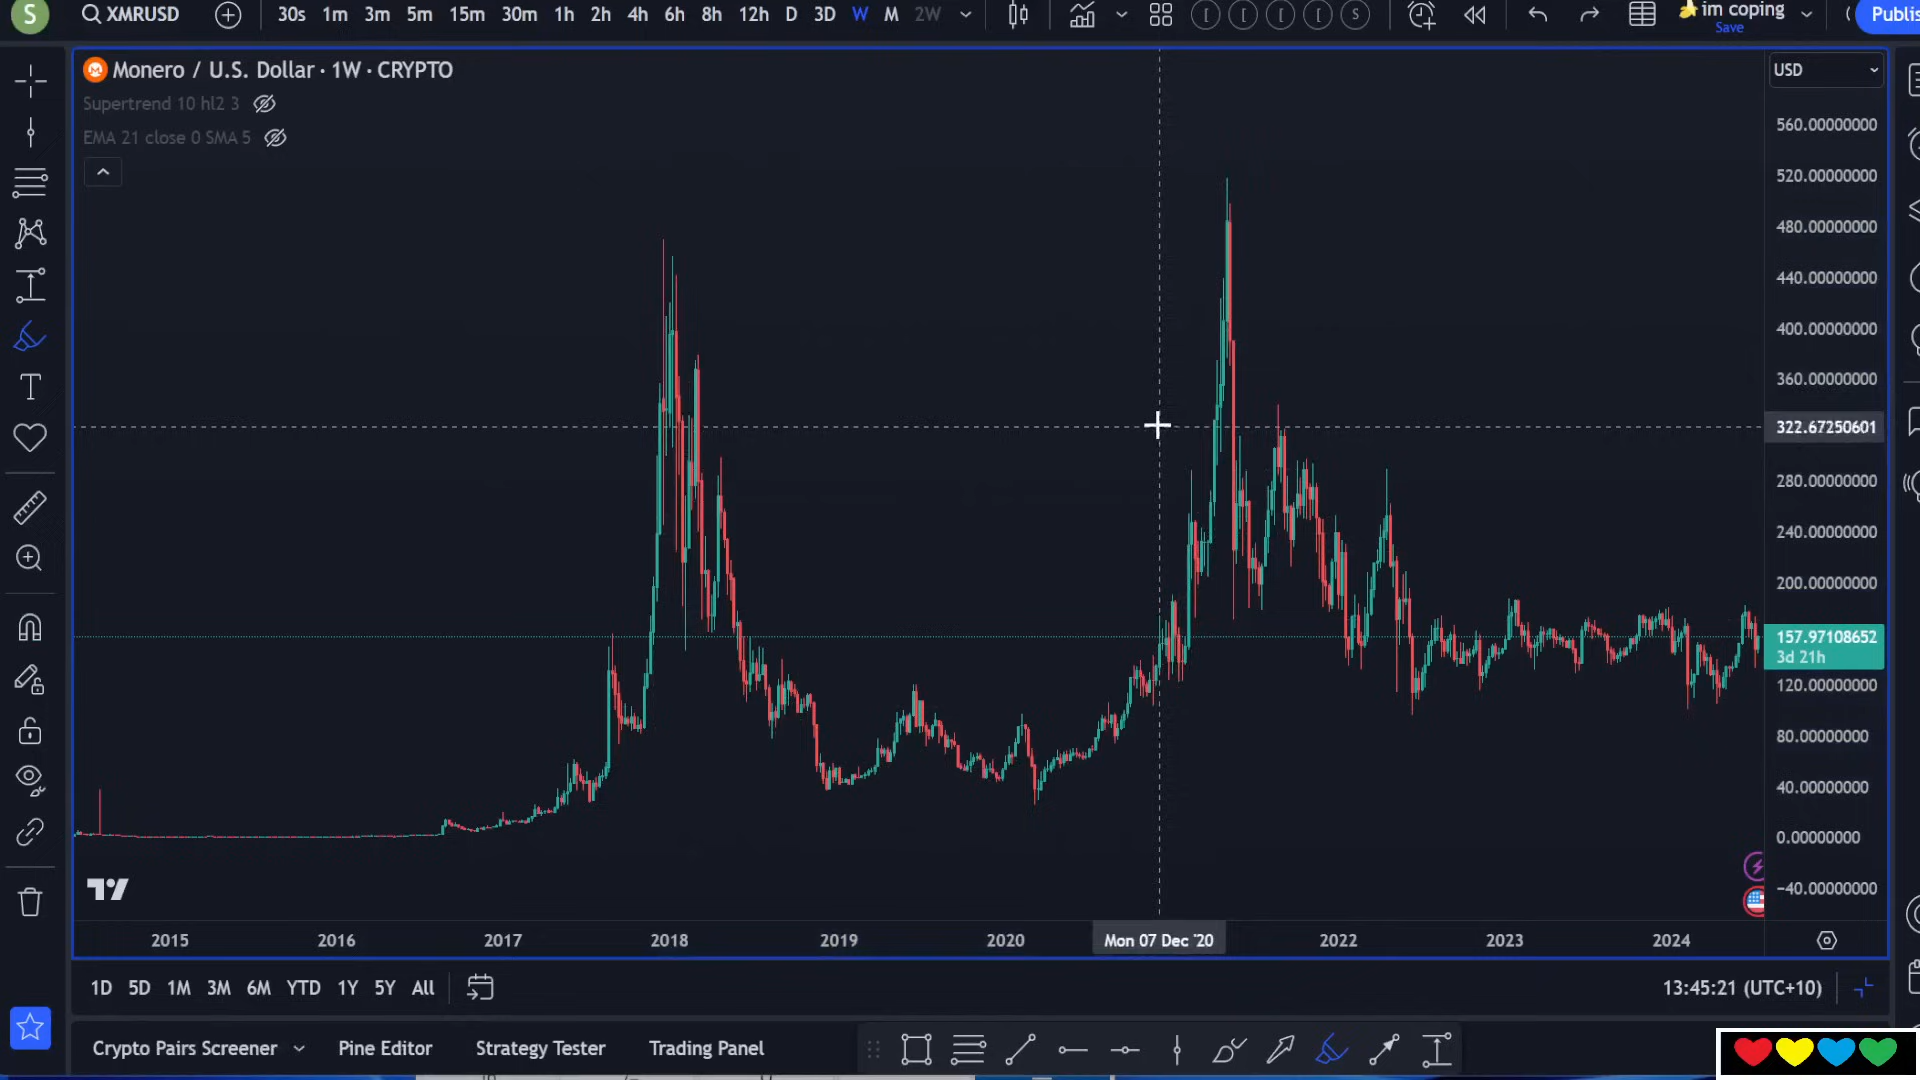 S
XMRUSD
30s 1m 3m 5m 15m 30m 1h 2h 4h 6h 8h 12h D 3D W M 2W
im coping
Save
Publis
Monero / U.S. Dollar · 1W · CRYPTO
Supertrend 10 hl2 3
EMA 21 close 0 SMA 5
USD
560.00000000
520.00000000
480.00000000
440.00000000
400.00000000
360.00000000
322.67250601
280.00000000
240.00000000
200.00000000
157.97108652
3d 21h
120.00000000
80.00000000
40.00000000
0.00000000
−40.00000000
2015 2016 2017 2018 2019 2020 Mon 07 Dec '20 2022 2023 2024
1D 5D 1M 3M 6M YTD 1Y 5Y All
13:45:21 (UTC+10)
Crypto Pairs Screener Pine Editor Strategy Tester Trading Panel